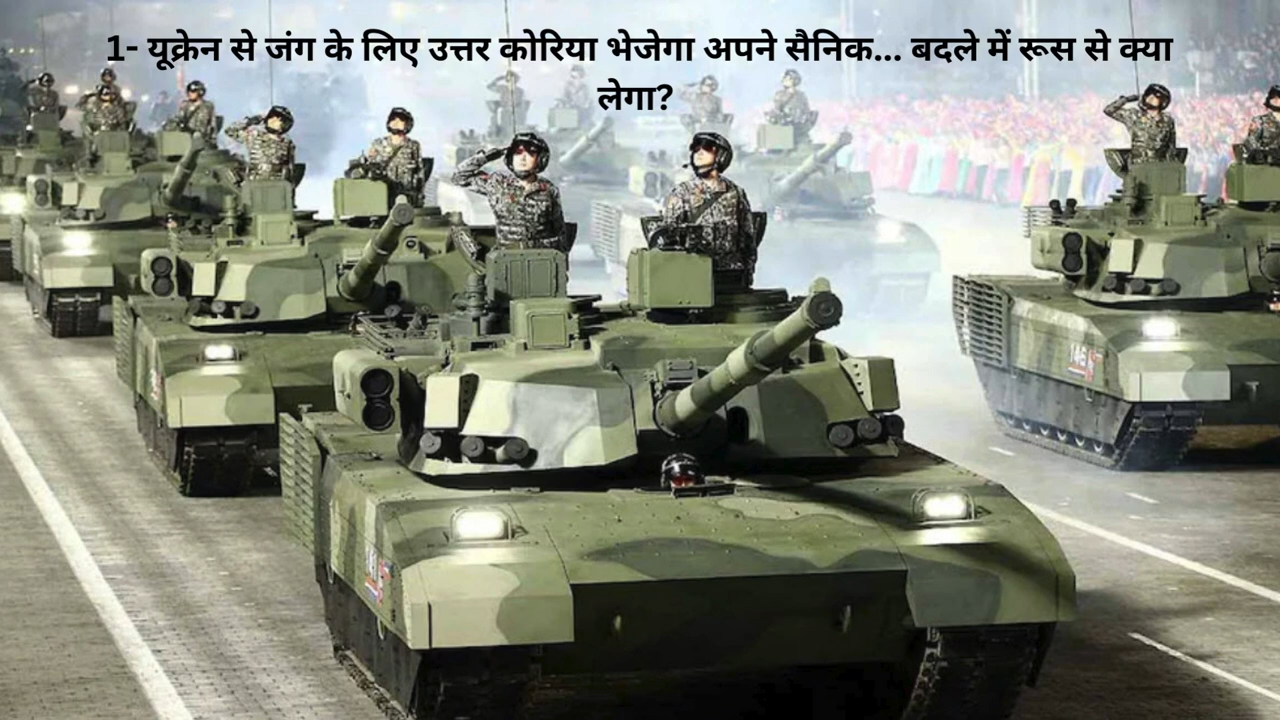 1- यूक्रेन से जंग के लिए उत्तर कोरिया भेजेगा अपने सैनिक... बदले में रूस से क्या
लेगा?